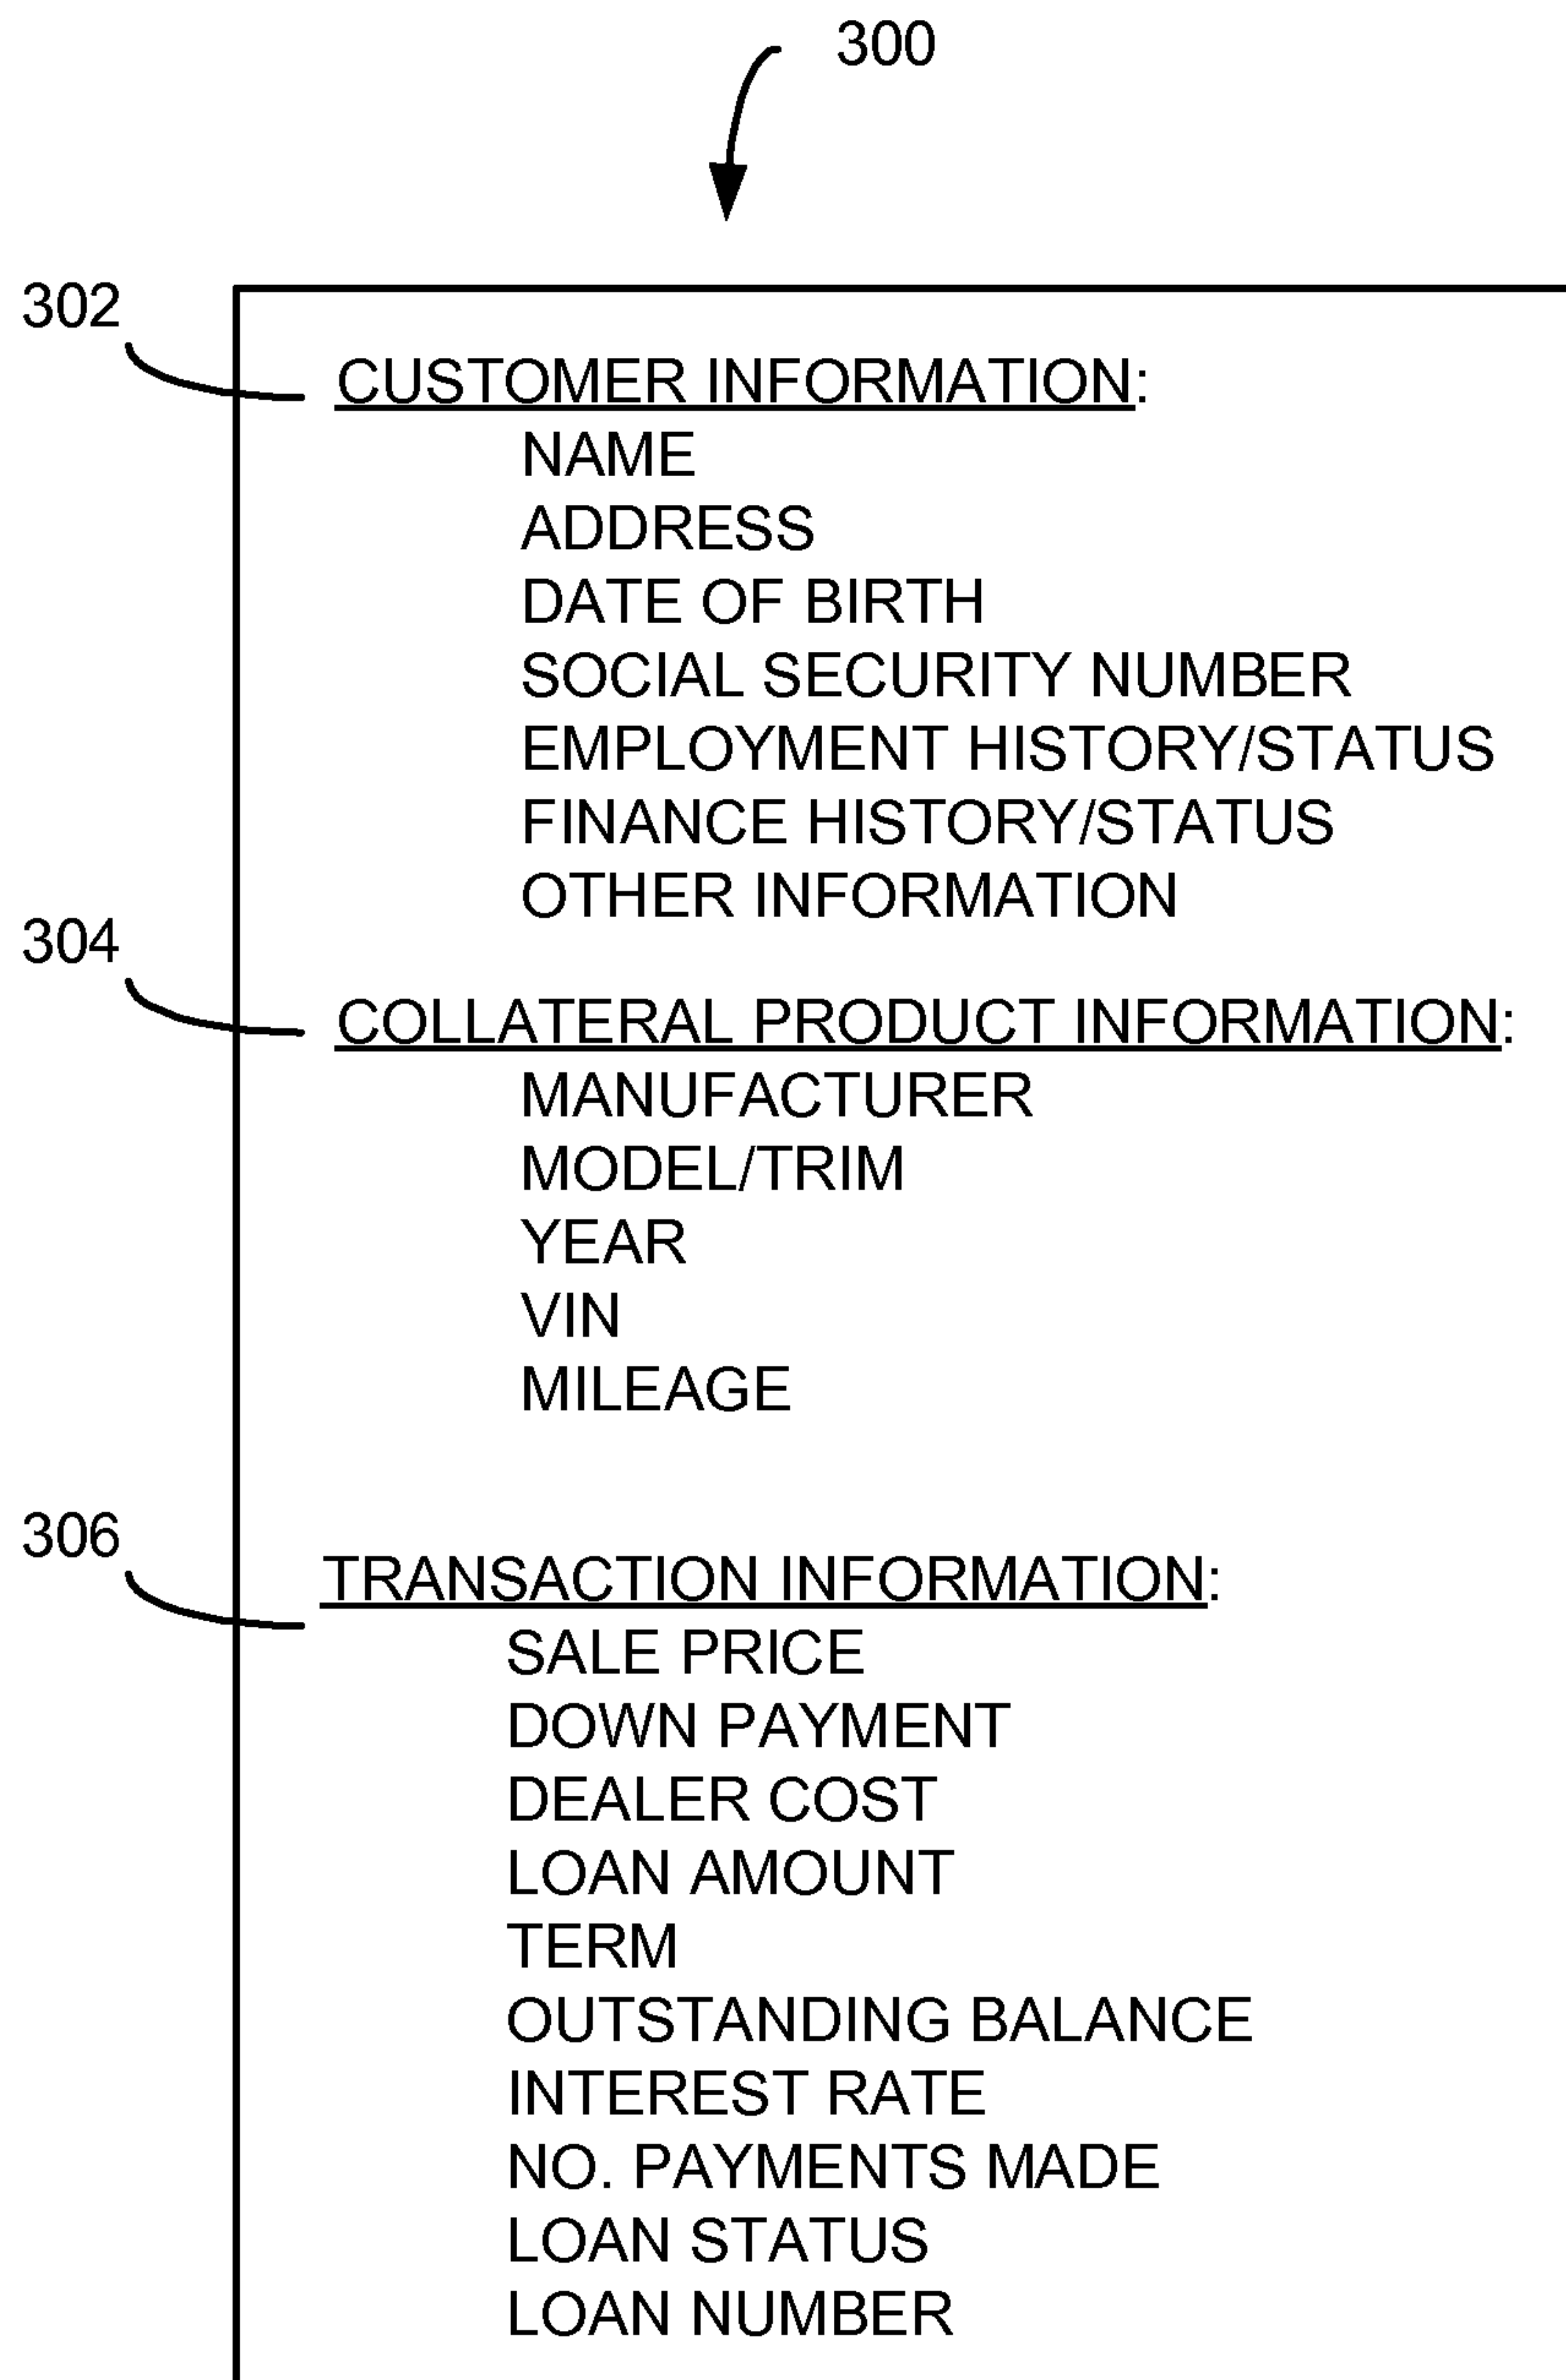 300
302
CUSTOMER INFORMATION:
NAME
ADDRESS
DATE OF BIRTH
SOCIAL SECURITY NUMBER
EMPLOYMENT HISTORY/STATUS
FINANCE HISTORY/STATUS
OTHER INFORMATION
304
COLLATERAL PRODUCT INFORMATION:
MANUFACTURER
MODEL/TRIM
YEAR
VIN
MILEAGE
306
TRANSACTION INFORMATION:
SALE PRICE
DOWN PAYMENT
DEALER COST
LOAN AMOUNT
TERM
OUTSTANDING BALANCE
INTEREST RATE
NO. PAYMENTS MADE
LOAN STATUS
LOAN NUMBER